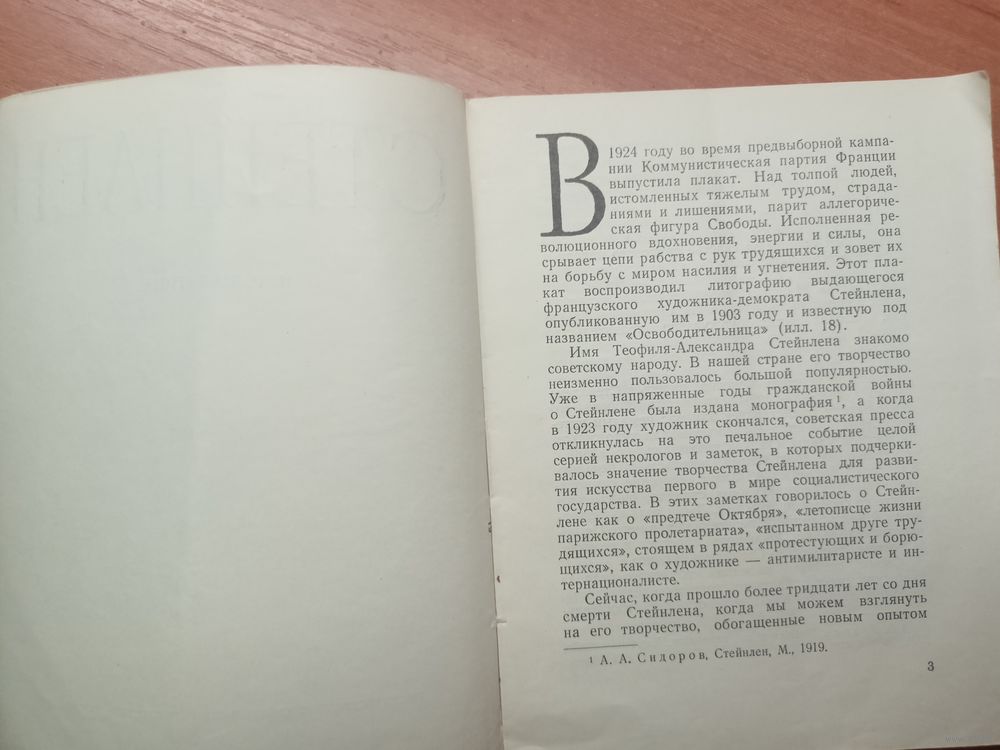 В 1924 году во время предвыборной кампа-
нии Коммунистическая партия Франции
выпустила плакат. Над толпой людей,
истомленных тяжелым трудом, страда-
ниями и лишениями, парит аллегориче-
ская фигура Свободы. Исполненная ре-
волюционного вдохновения, энергии и силы, она
срывает цепи рабства с рук трудящихся и зовет их
на борьбу с миром насилия и угнетения. Этот пла-
кат воспроизводил литографию выдающегося
французского художника-демократа Стейнлена,
опубликованную им в 1903 году и известную под
названием «Освободительница» (илл. 18).
Имя Теофиля-Александра Стейнлена знакомо
советскому народу. В нашей стране его творчество
неизменно пользовалось большой популярностью.
Уже в напряженные годы гражданской войны
о Стейнлене была издана монография¹, а когда
в 1923 году художник скончался, советская пресса
откликнулась на это печальное событие целой
серией некрологов и заметок, в которых подчерки-
валось значение творчества Стейнлена для разви-
тия искусства первого в мире социалистического
государства. В этих заметках говорилось о Стейн-
лене как о «предтече Октября», «летописце жизни
парижского пролетариата», «испытанном друге тру-
дящихся», стоящем в рядах «протестующих и борю-
щихся», как о художнике — антимилитаристе и ин-
тернационалисте.
Сейчас, когда прошло более тридцати лет со дня
смерти Стейнлена, когда мы можем взглянуть
на его творчество, обогащенные новым опытом
¹ А. А. Сидоров, Стейнлен, М., 1919.
3